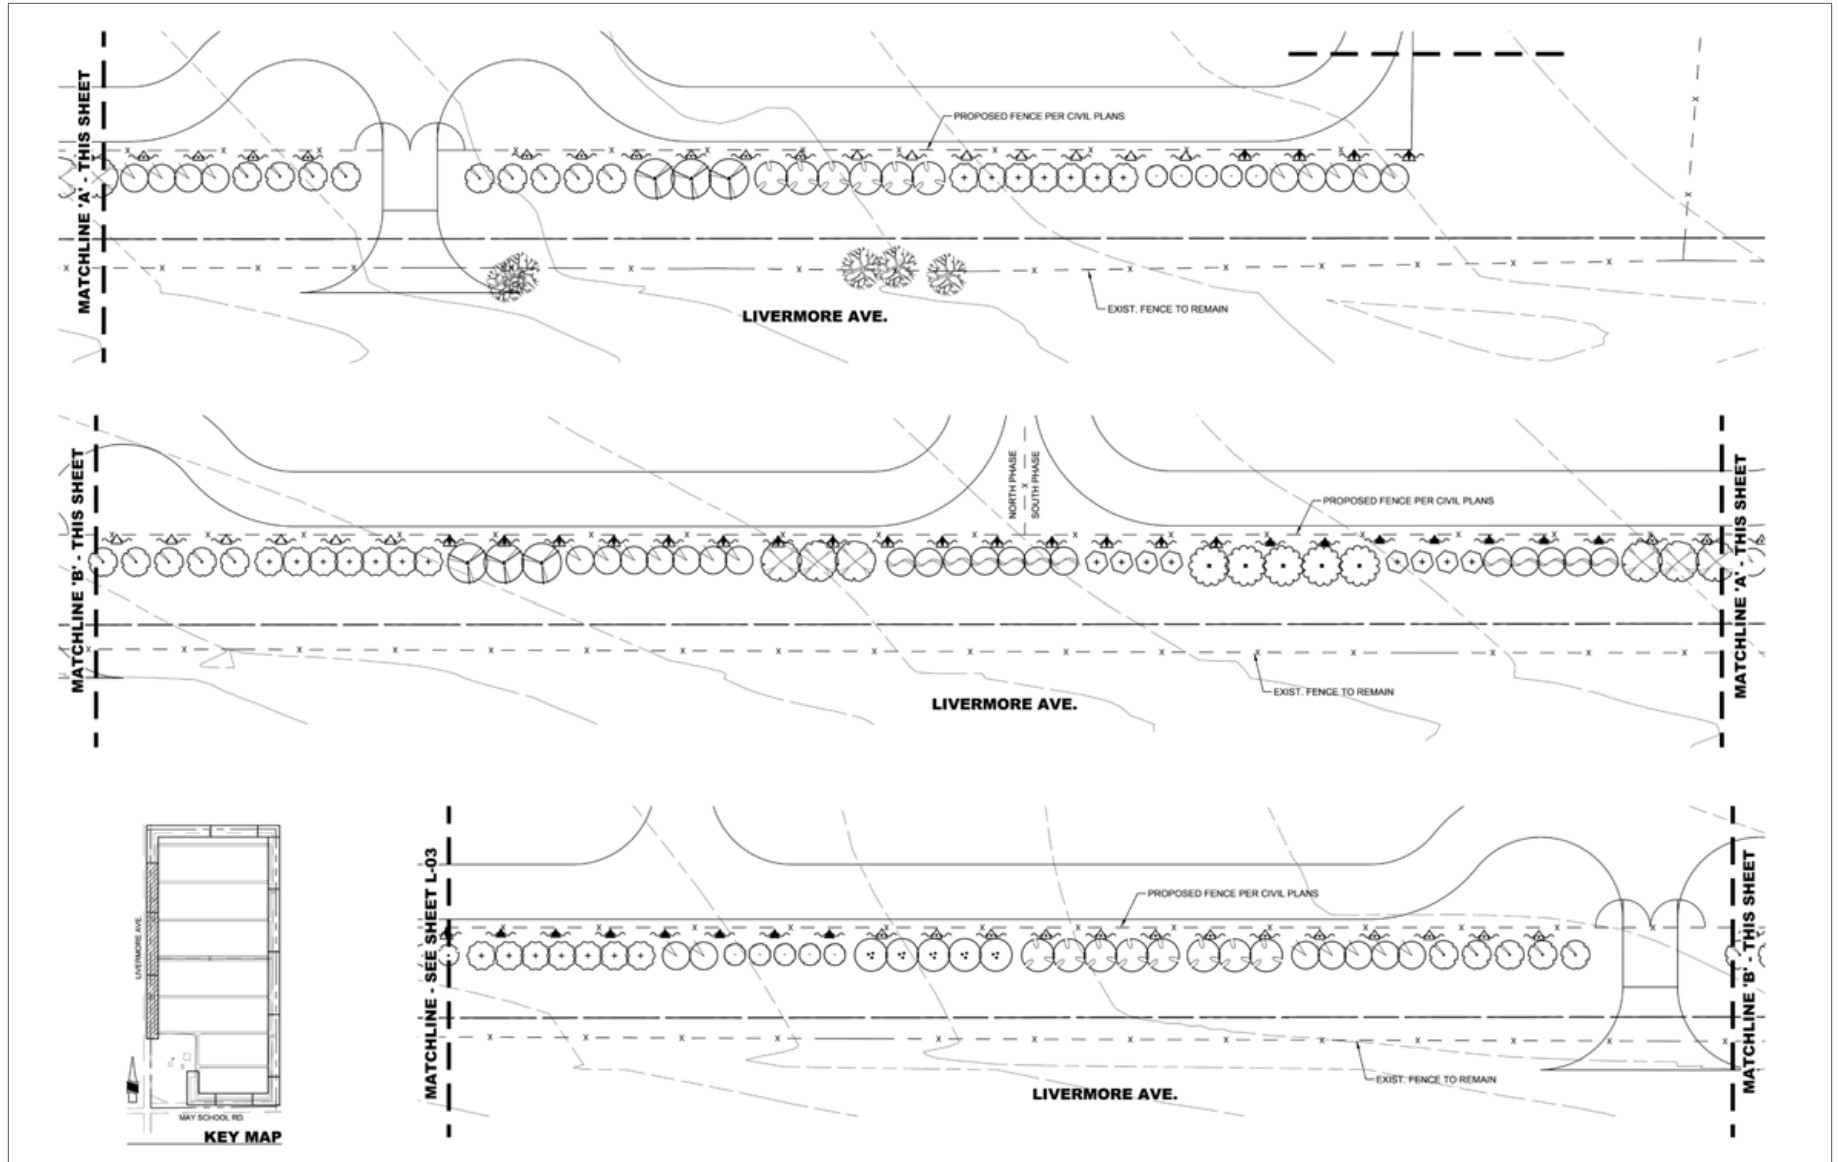 MATCHLINE 'A' - THIS SHEET
PROPOSED FENCE PER CIVIL PLANS
EXIST. FENCE TO REMAIN
LIVERMORE AVE.
MATCHLINE 'B' - THIS SHEET
NORTH PHASE
SOUTH PHASE
PROPOSED FENCE PER CIVIL PLANS
EXIST. FENCE TO REMAIN
LIVERMORE AVE.
MATCHLINE 'A' - THIS SHEET
LIVERMORE AVE.
MAY SCHOOL RD.
KEY MAP
MATCHLINE - SEE SHEET L-03
PROPOSED FENCE PER CIVIL PLANS
EXIST. FENCE TO REMAIN
LIVERMORE AVE.
MATCHLINE 'B' - THIS SHEET